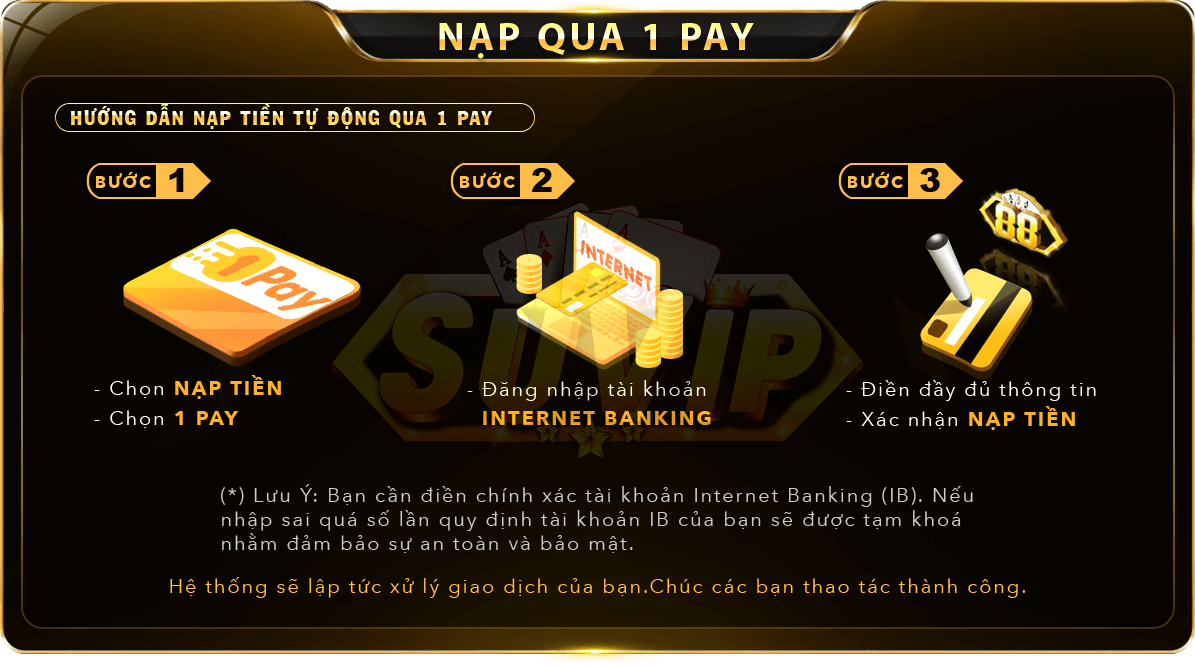 NẠP QUA 1 PAY
HƯỚNG DẪN NẠP TIỀN TỰ ĐỘNG QUA 1 PAY
BƯỚC 1
BƯỚC 2
BƯỚC 3
88
1Pay
INTERNET
SUVIP
- Chọn NẠP TIỀN
- Chọn 1 PAY
- Đăng nhập tài khoản
INTERNET BANKING
- Điền đầy đủ thông tin
- Xác nhận NẠP TIỀN
(*) Lưu Ý: Bạn cần điền chính xác tài khoản Internet Banking (IB). Nếu
nhập sai quá số lần quy định tài khoản IB của bạn sẽ được tạm khoá
nhằm đảm bảo sự an toàn và bảo mật.
Hệ thống sẽ lập tức xử lý giao dịch của bạn.Chúc các bạn thao tác thành công.